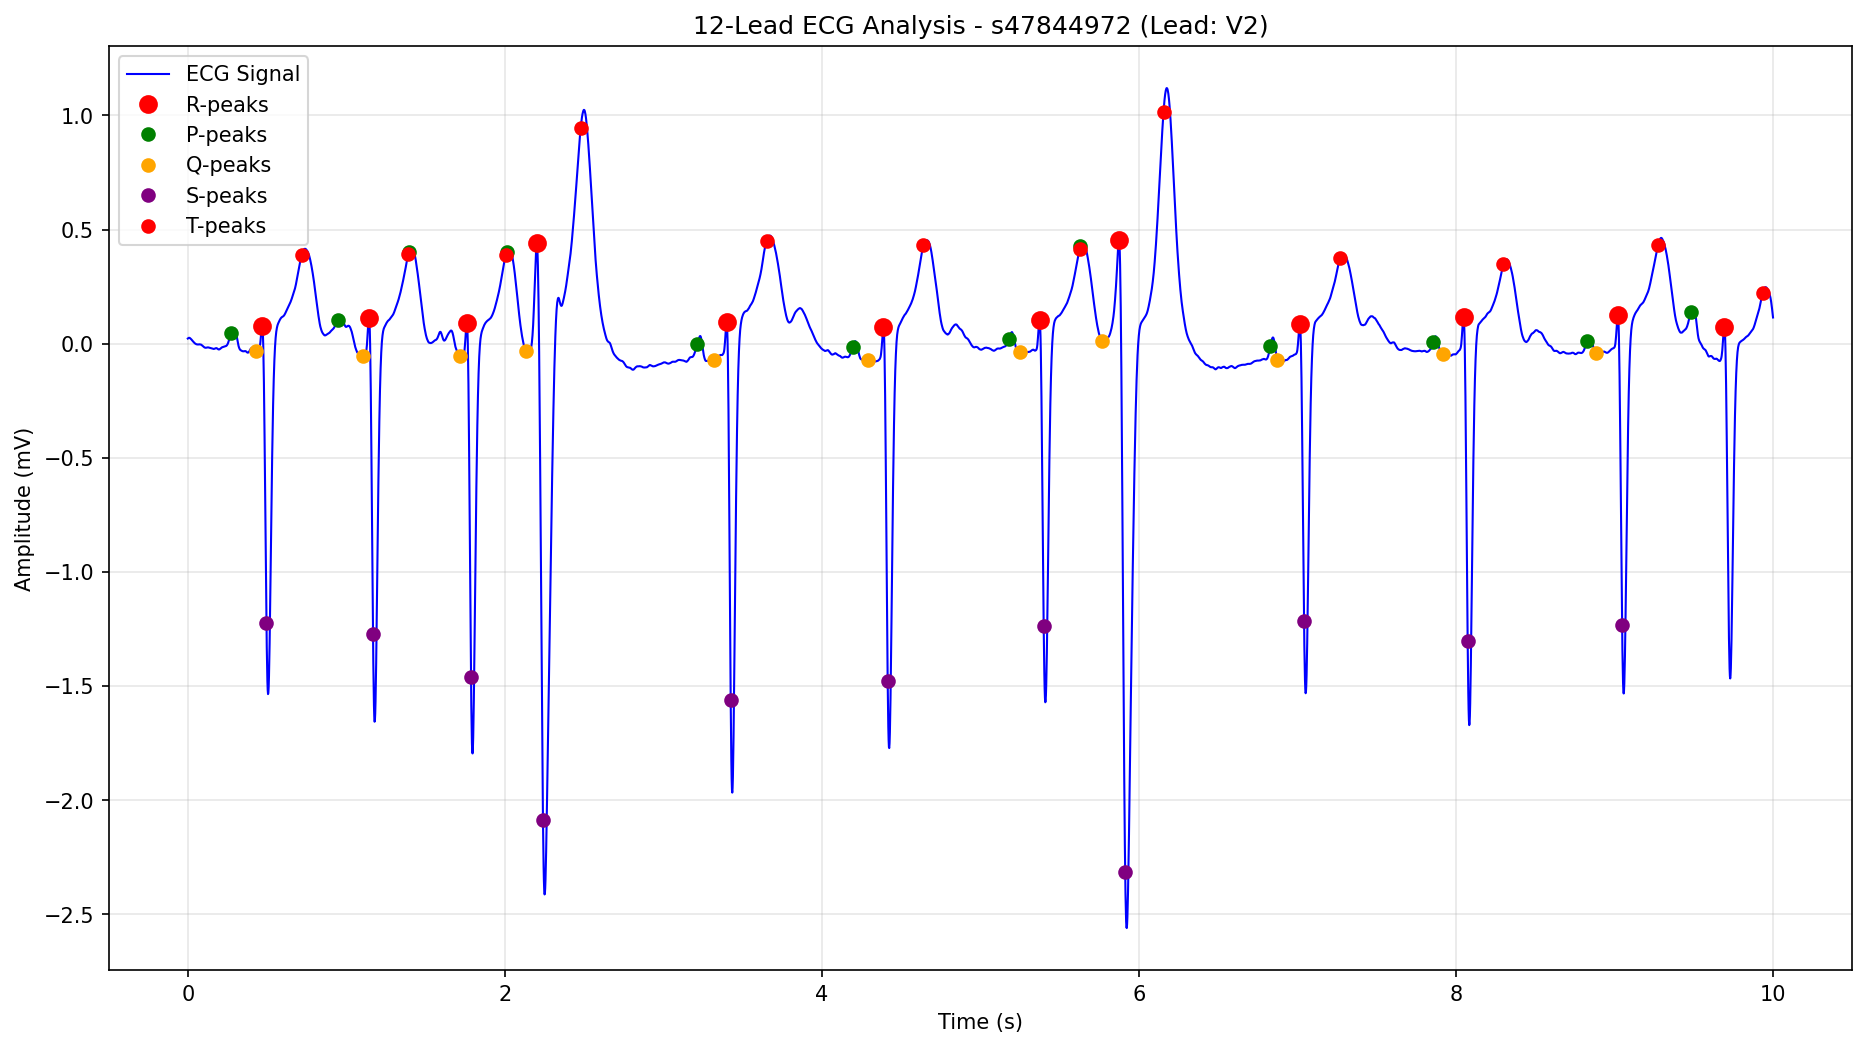 12-Lead ECG Analysis - s47844972 (Lead: V2)
ECG Signal
R-peaks
P-peaks
Q-peaks
S-peaks
T-peaks
1.0
0.5
0.0
−0.5
−1.0
−1.5
−2.0
−2.5
Amplitude (mV)
0 2 4 6 8 10
Time (s)